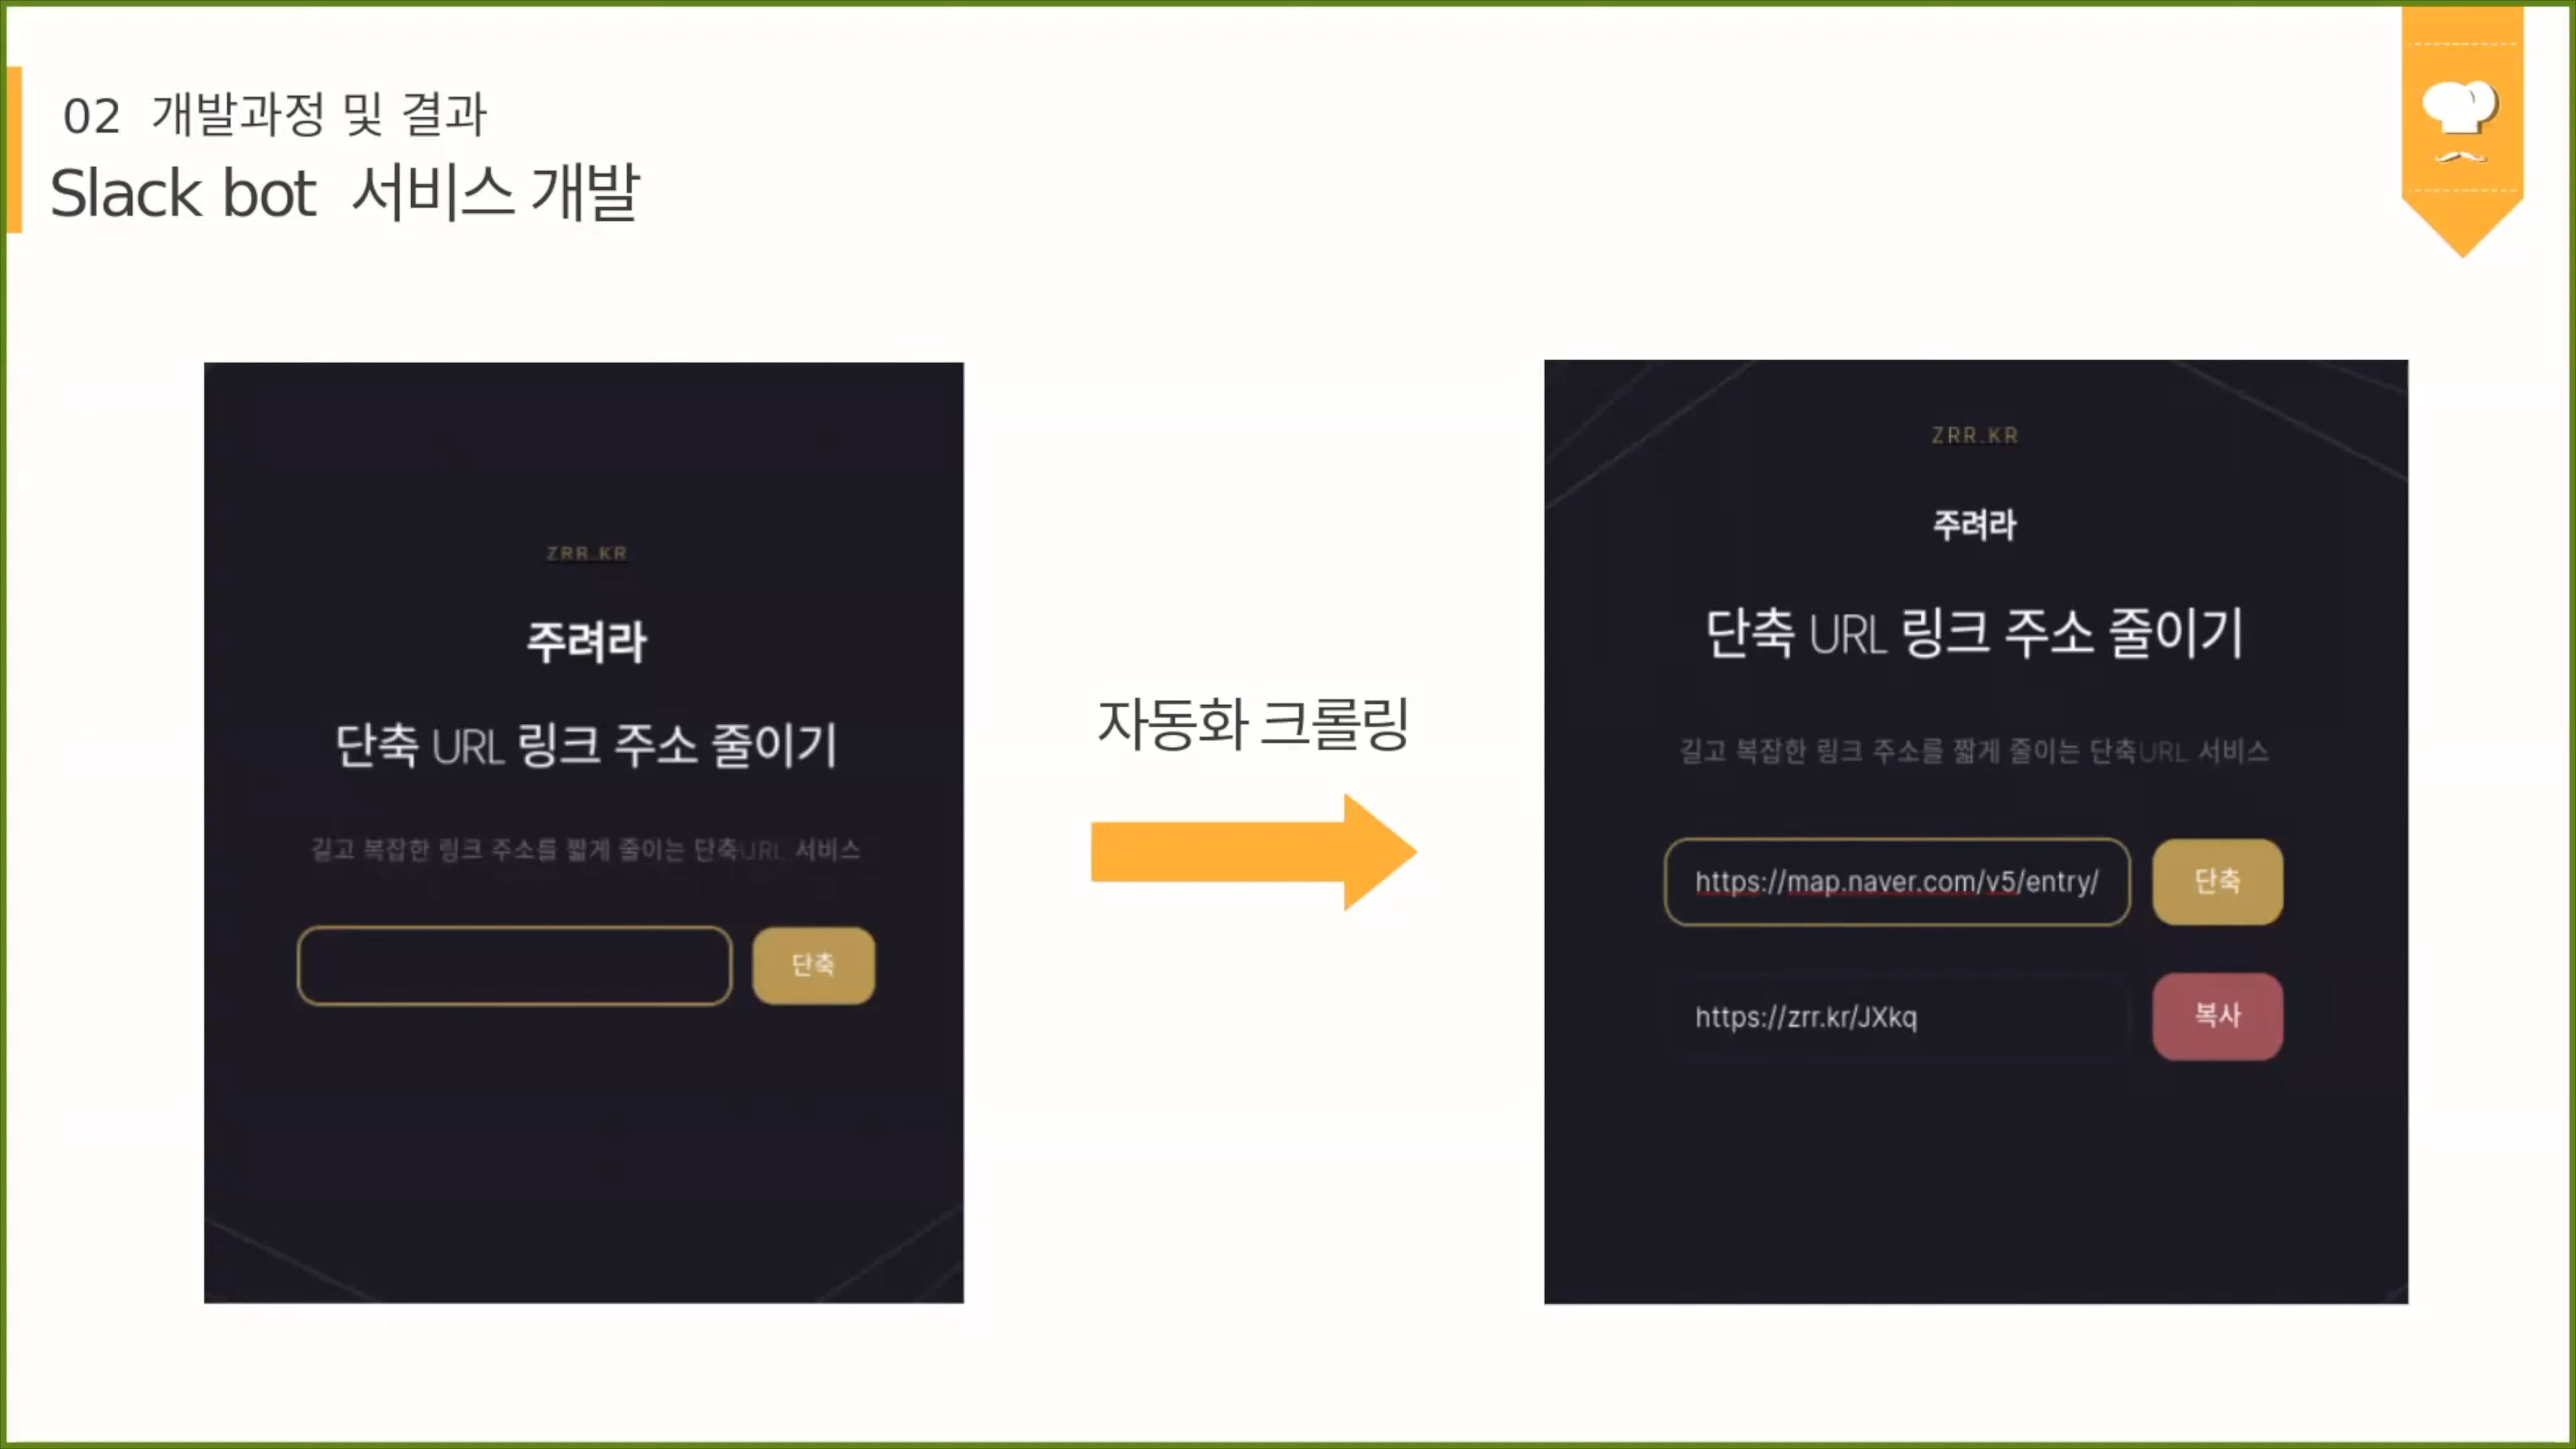 02 개발과정 및 결과
Slack bot 서비스 개발
ZRR.KR
주려라
단축 URL 링크 주소 줄이기
길고 복잡한 링크 주소를 짧게 줄이는 단축URL 서비스
단축
자동화 크롤링
ZRR.KR
주려라
단축 URL 링크 주소 줄이기
길고 복잡한 링크 주소를 짧게 줄이는 단축URL 서비스
https://map.naver.com/v5/entry/ 단축
https://zrr.kr/JXkq 복사